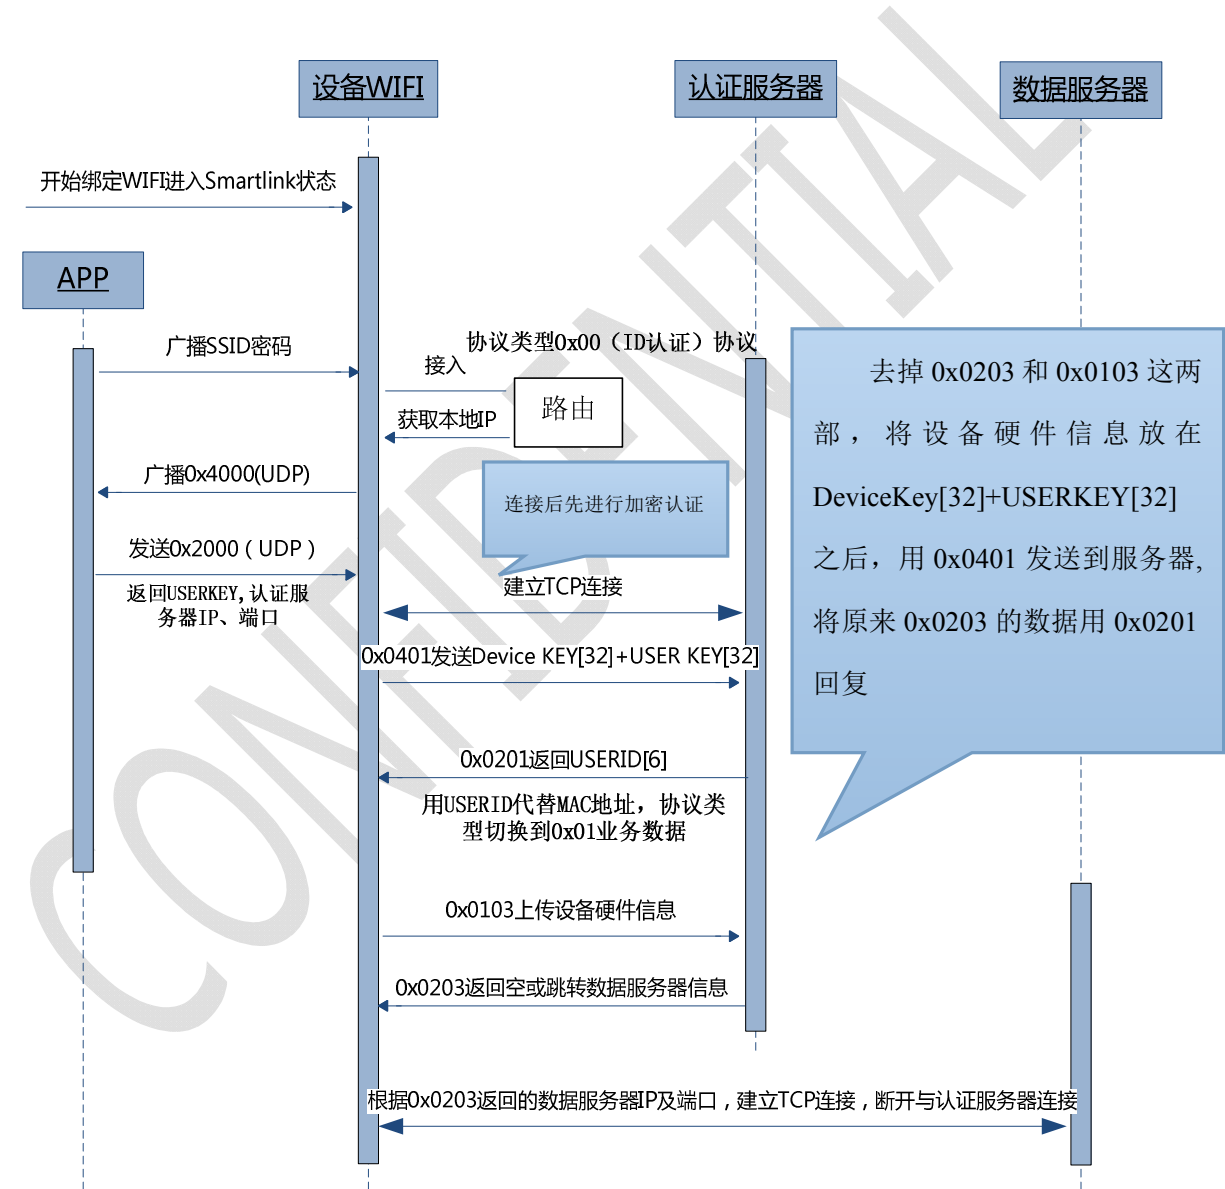 设备WIFI
认证服务器
数据服务器
开始绑定WIFI进入Smartlink状态
APP
广播SSID密码
协议类型0x00（ID认证）协议
接入
路由
获取本地IP
广播0x4000(UDP)
连接后先进行加密认证
发送0x2000（UDP）
返回USERKEY,认证服
务器IP、端口
建立TCP连接
0x0401发送Device KEY[32]+USER KEY[32]
去掉 0x0203 和 0x0103 这两
部，将设备硬件信息放在
DeviceKey[32]+USERKEY[32]
之后，用 0x0401 发送到服务器,
将原来 0x0203 的数据用 0x0201
回复
0x0201返回USERID[6]
用USERID代替MAC地址，协议类
型切换到0x01业务数据
0x0103上传设备硬件信息
0x0203返回空或跳转数据服务器信息
根据0x0203返回的数据服务器IP及端口，建立TCP连接，断开与认证服务器连接
CONFIDENTIAL